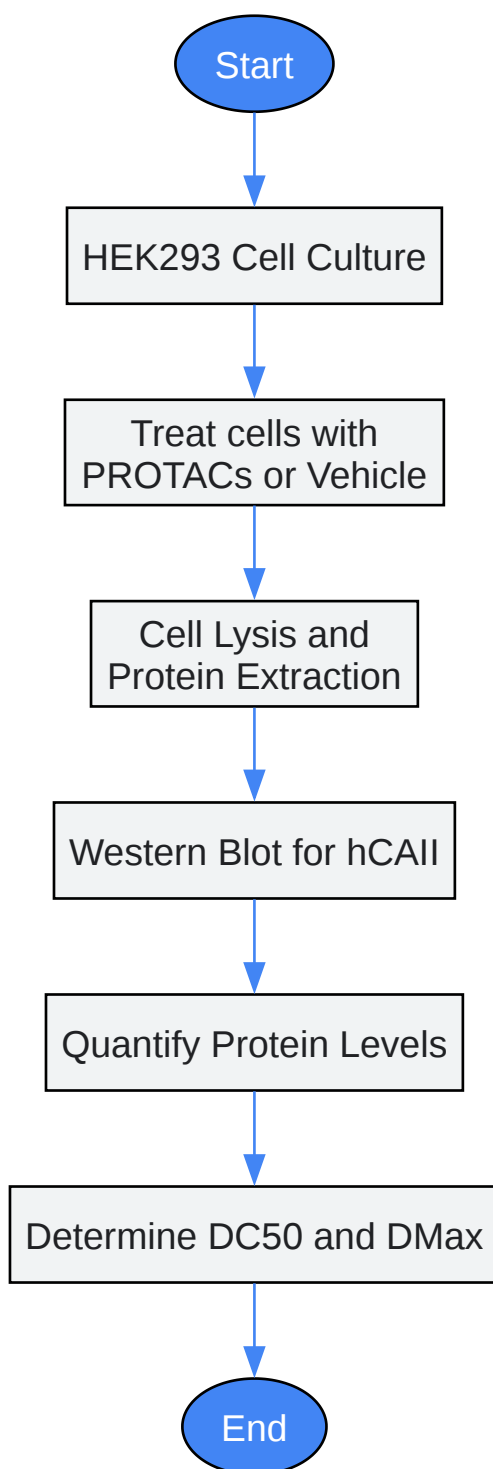 Start
HEK293 Cell Culture
Treat cells with
PROTACs or Vehicle
Cell Lysis and
Protein Extraction
Western Blot for hCAII
Quantify Protein Levels
Determine DC50 and DMax
End